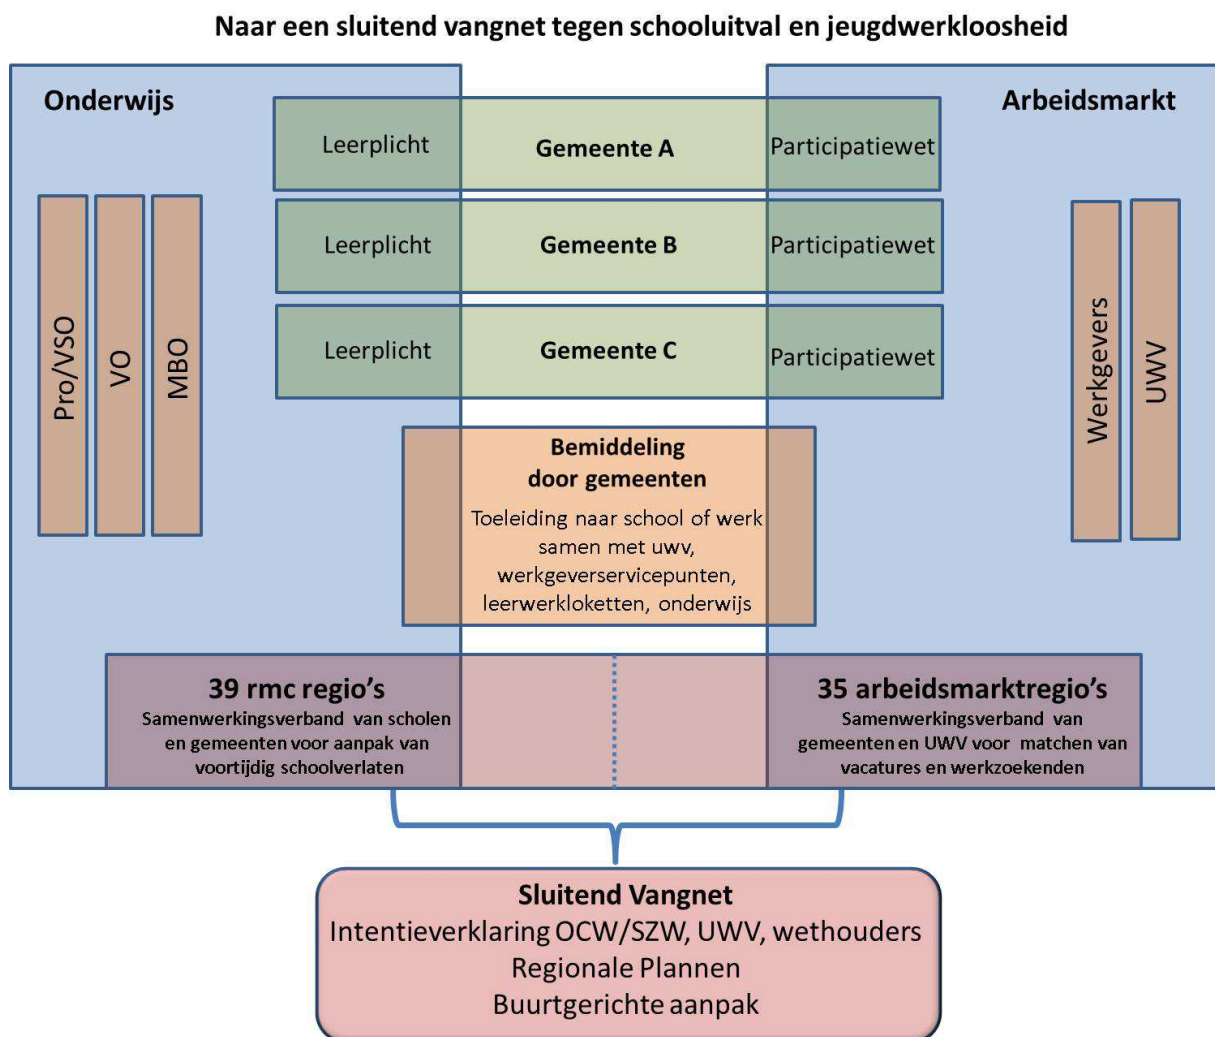 Naar een sluitend vangnet tegen schooluitval en jeugdwerkloosheid
Onderwijs
Arbeidsmarkt
Leerplicht
Gemeente A
Participatiewet
Leerplicht
Gemeente B
Participatiewet
Leerplicht
Gemeente C
Participatiewet
Pro/VSO
VO
MBO
Werkgevers
UWV
Bemiddeling
door gemeenten
Toeleiding naar school of werk
samen met uwv,
werkgeverservicepunten,
leerwerkloketten, onderwijs
39 rmc regio's
Samenwerkingsverband van scholen
en gemeenten voor aanpak van
voortijdig schoolverlaten
35 arbeidsmarktregio's
Samenwerkingsverband van
gemeenten en UWV voor matchen van
vacatures en werkzoekenden
Sluitend Vangnet
Intentieverklaring OCW/SZW, UWV, wethouders
Regionale Plannen
Buurtgerichte aanpak